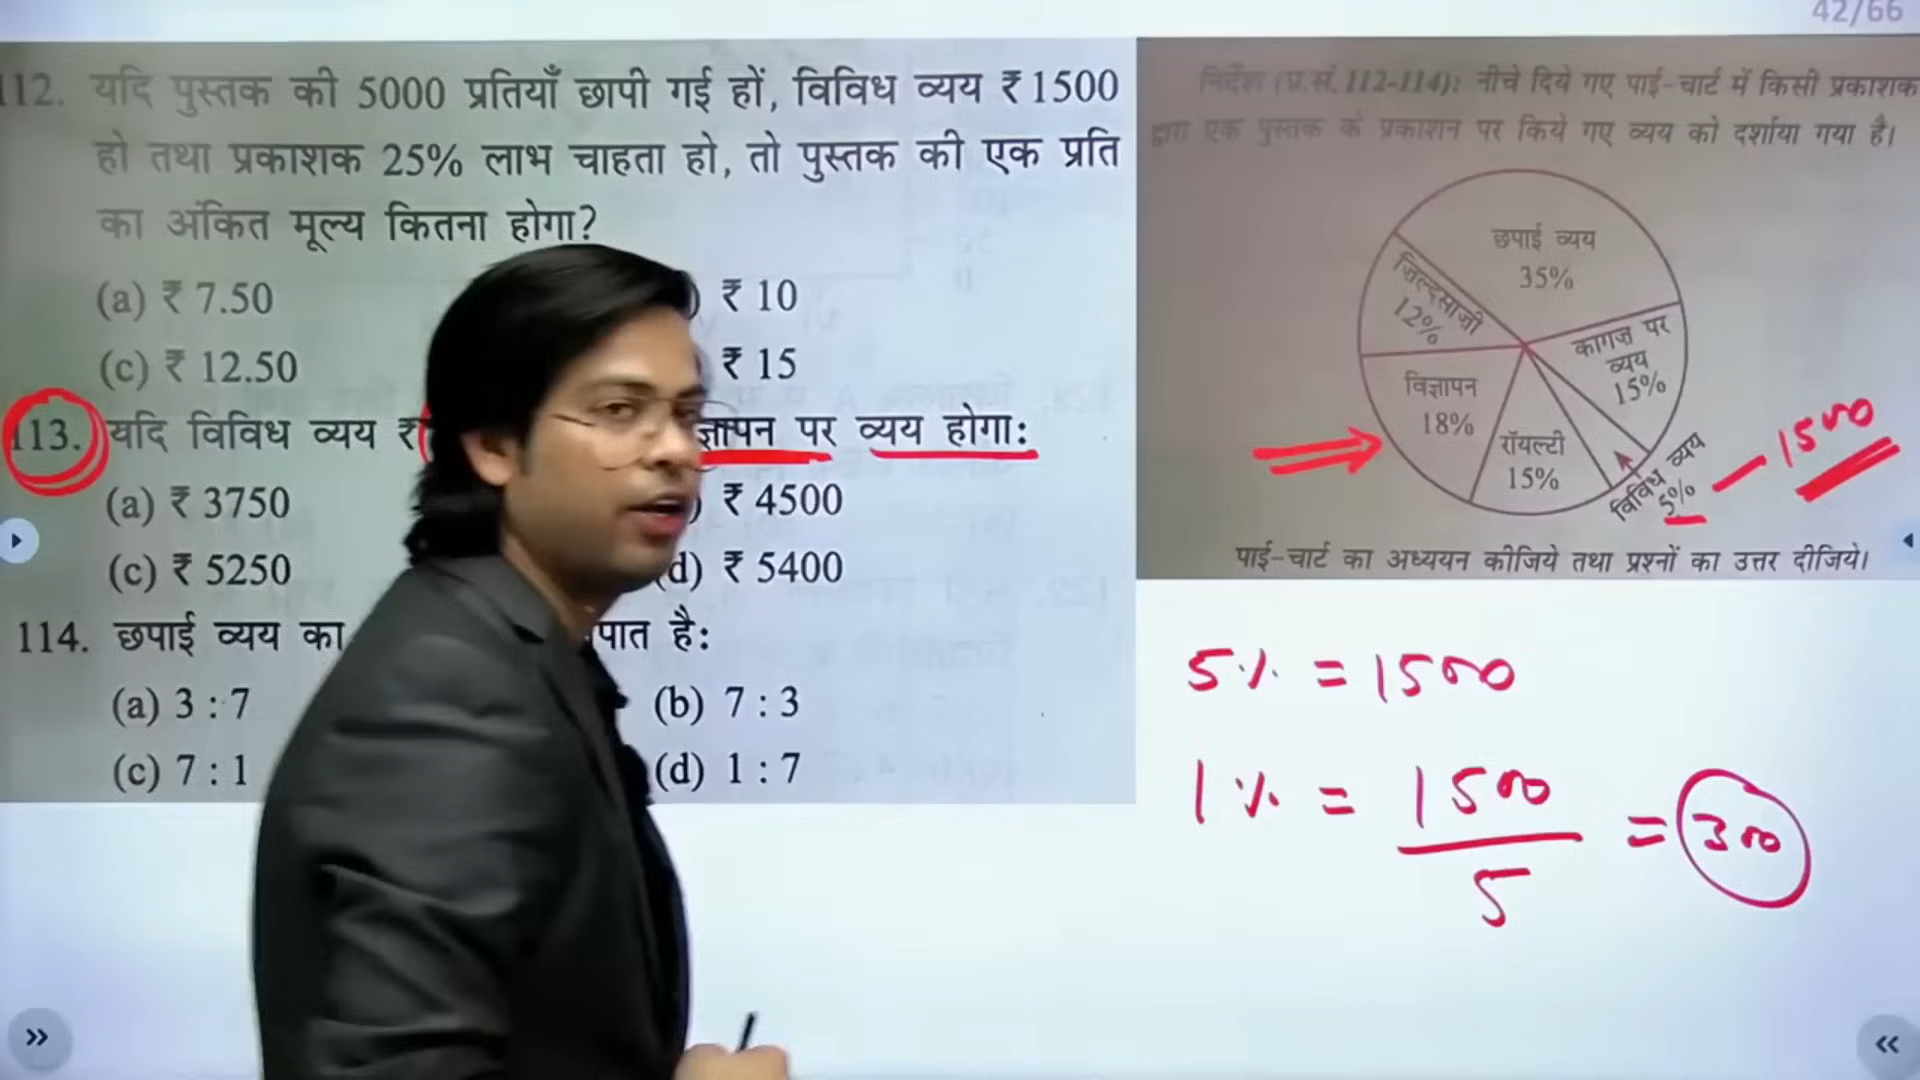 42/66
112. यदि पुस्तक की 5000 प्रतियाँ छापी गई हों, विविध व्यय ₹ 1500
हो तथा प्रकाशक 25% लाभ चाहता हो, तो पुस्तक की एक प्रति
का अंकित मूल्य कितना होगा?
(a) ₹ 7.50 ) ₹ 10
(c) ₹ 12.50 ₹ 15
113. यदि विविध व्यय ₹ ज्ञापन पर व्यय होगा:
(a) ₹ 3750 ) ₹ 4500
(c) ₹ 5250 (d) ₹ 5400
114. छपाई व्यय का पात है:
(a) 3 : 7 (b) 7 : 3
(c) 7 : 1 (d) 1 : 7
निर्देश (प्र.सं. 112-114): नीचे दिये गए पाई-चार्ट में किसी प्रकाशक
द्वारा एक पुस्तक के प्रकाशन पर किये गए व्यय को दर्शाया गया है।
छपाई व्यय
35%
जिल्दसाज़ी
12%
कागज़ पर
व्यय
15%
विज्ञापन
18%
रॉयल्टी
15%
विविध व्यय
5%
1500
पाई-चार्ट का अध्ययन कीजिये तथा प्रश्नों का उत्तर दीजिये।
5% = 1500
1% = 1500/5 = 300